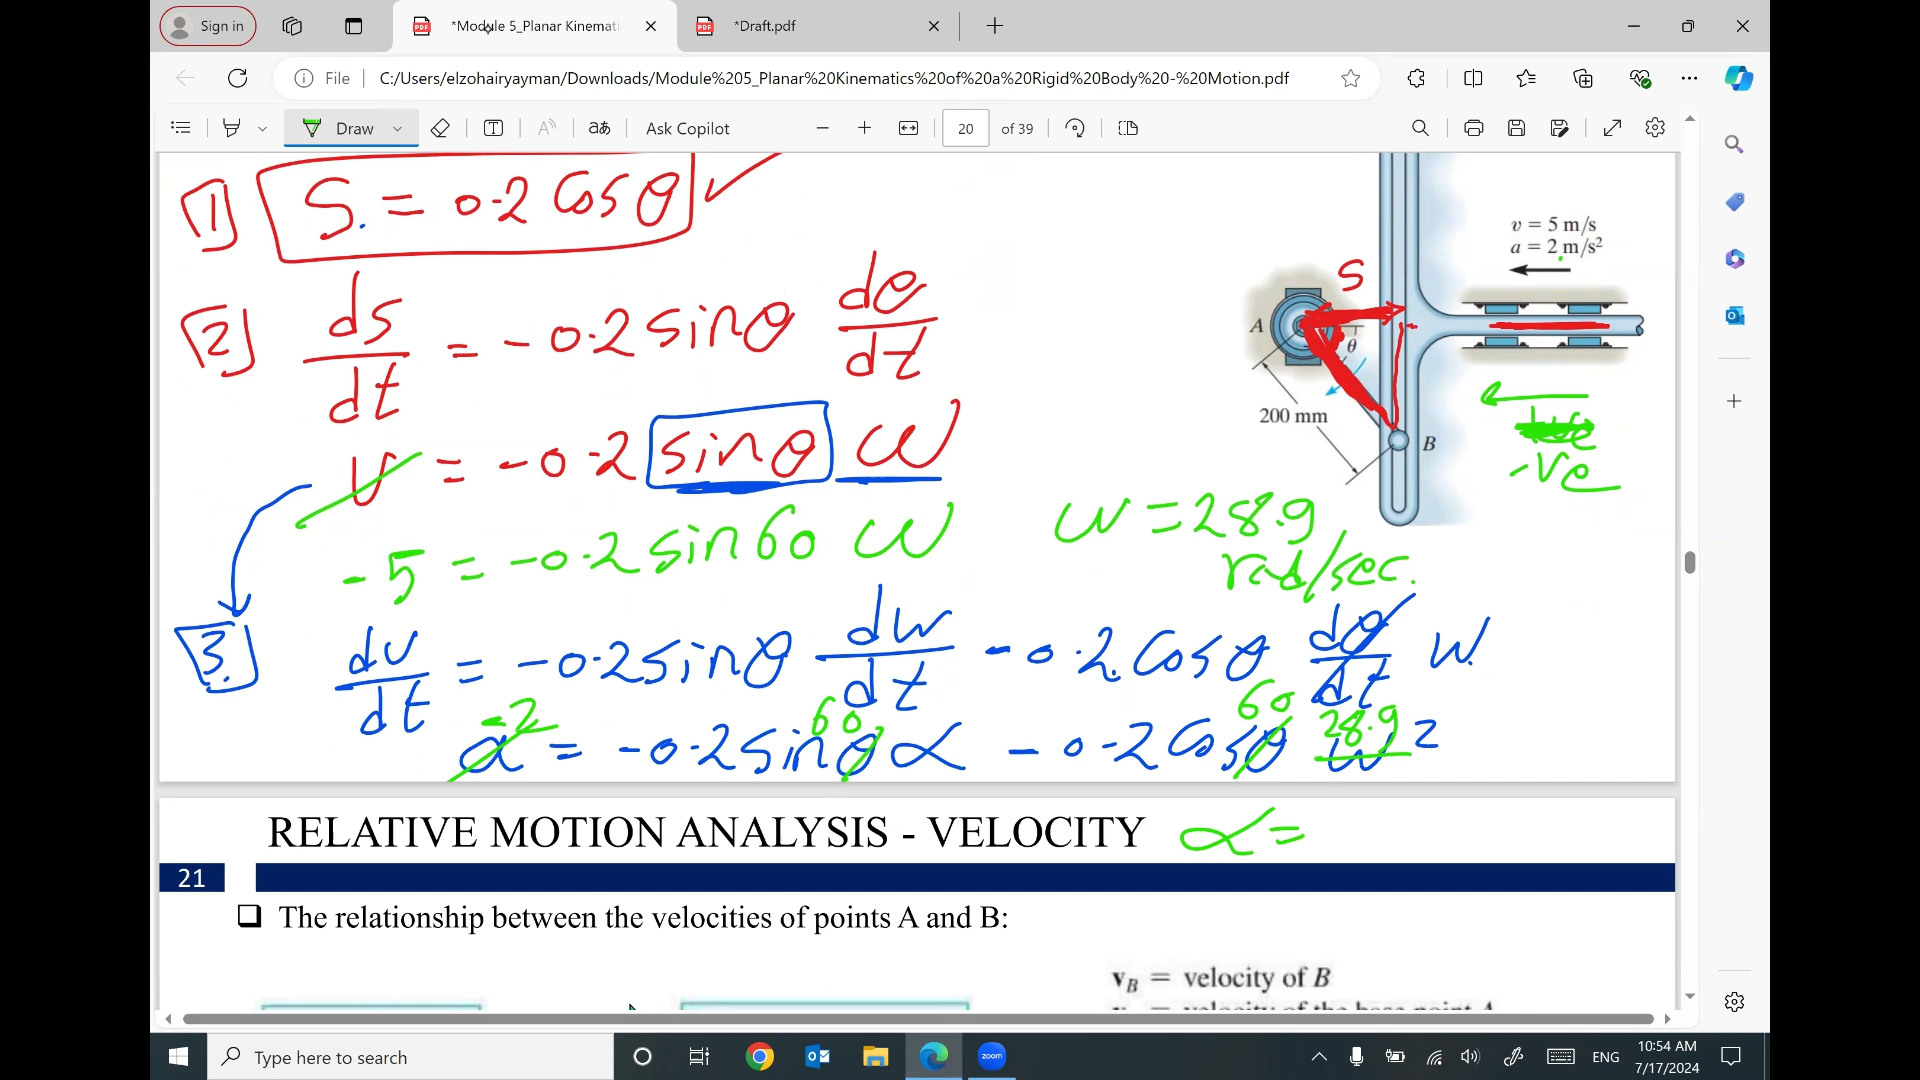 Sign in
*Module 5_Planar Kinemati
*Draft.pdf
File
C:/Users/elzohairyayman/Downloads/Module%205_Planar%20Kinematics%20of%20a%20Rigid%20Body%20-%20Motion.pdf
Draw
aあ
Ask Copilot
20
of 39
1 S. = 0.2 Cos θ
v = 5 m/s
a = 2 m/s²
S
A
θ
200 mm
B
-ve
2 ds/dt = -0.2 sin θ dθ/dt
v = -0.2 sin θ ω
-5 = -0.2 sin 60 ω
ω = 28.9
rad/sec.
3. dv/dt = -0.2 sin θ dω/dt - 0.2 Cos θ dθ/dt ω.
-2 60 60 28.9
a = -0.2 sin θ α - 0.2 Cos θ ω²
RELATIVE MOTION ANALYSIS - VELOCITY
α =
21
❑ The relationship between the velocities of points A and B:
v_B = velocity of B
Type here to search
zoom
ENG
10:54 AM
7/17/2024